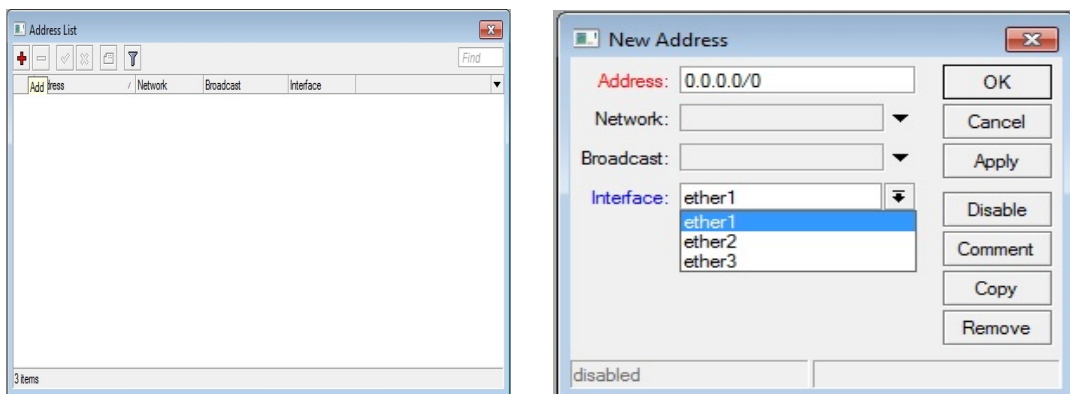 Address List
Find
Add dress / Network Broadcast Interface
3 items
New Address
Address: 0.0.0.0/0
OK
Network:
Cancel
Broadcast:
Apply
Interface: ether1
ether1
ether2
ether3
Disable
Comment
Copy
Remove
disabled